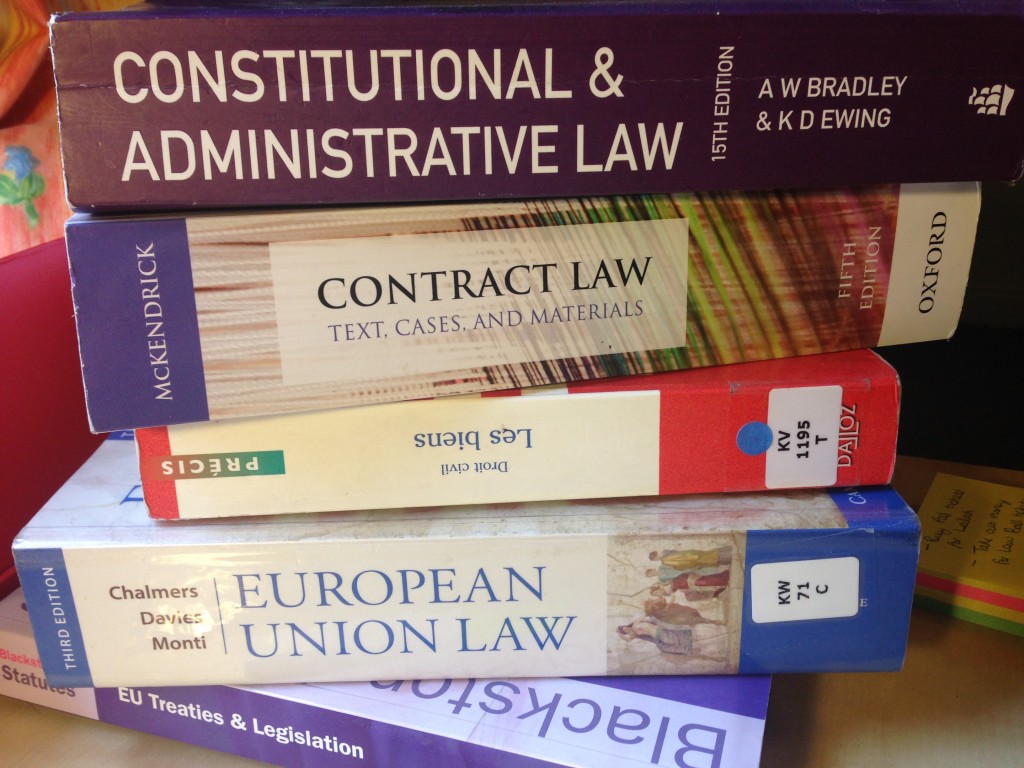 CONSTITUTIONAL &
ADMINISTRATIVE LAW
15TH EDITION
A W BRADLEY
& K D EWING
MCKENDRICK
CONTRACT LAW
TEXT, CASES, AND MATERIALS
FIFTH
EDITION
OXFORD
PRÉCIS
Droit civil
Les biens
KV
1195
T
DALLOZ
THIRD EDITION
Chalmers
Davies
Monti
EUROPEAN
UNION LAW
KW
71
C
Statutes
EU Treaties & Legislation
- Take
for